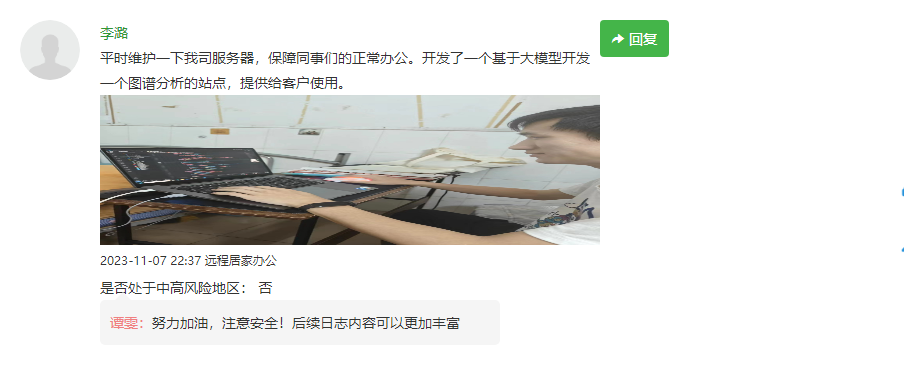 李潞
回复
平时维护一下我司服务器，保障同事们的正常办公。开发了一个基于大模型开发
一个图谱分析的站点，提供给客户使用。
2023-11-07 22:37 远程居家办公
是否处于中高风险地区： 否
谭雯：努力加油，注意安全！后续日志内容可以更加丰富